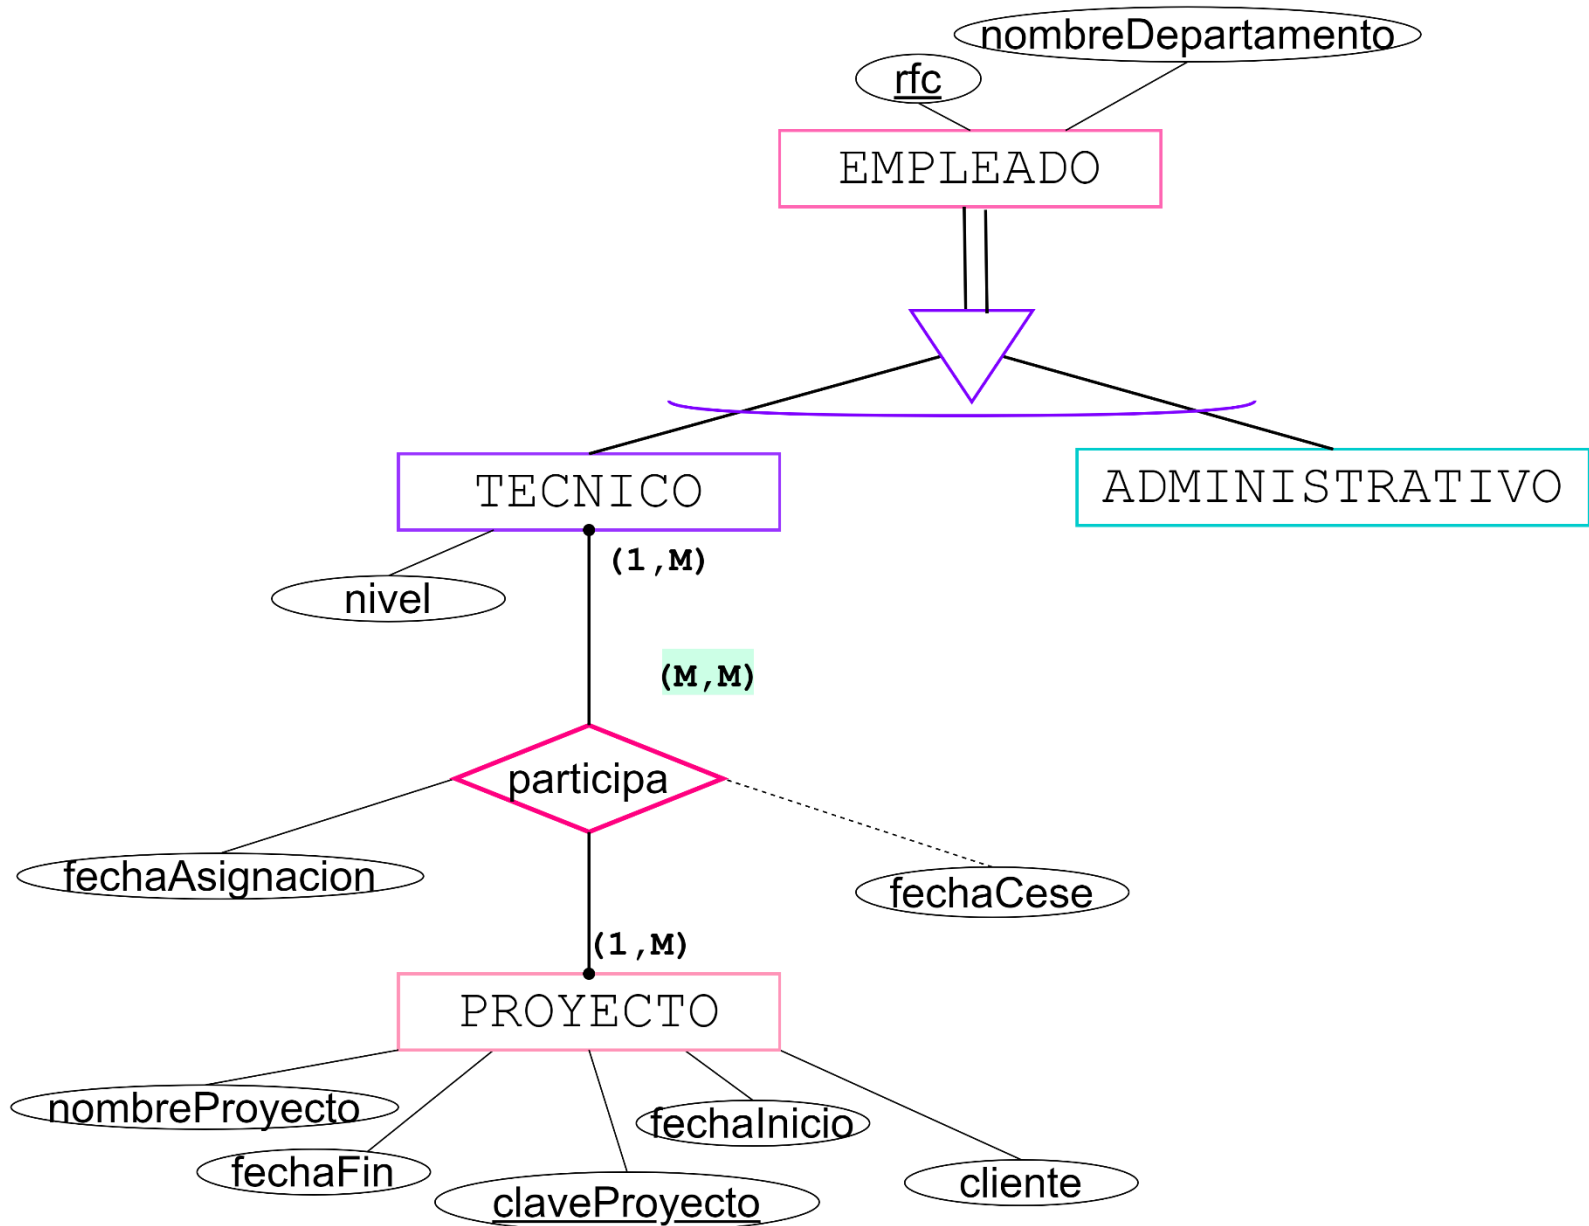 nombreDepartamento
rfc
EMPLEADO
TECNICO
ADMINISTRATIVO
(1,M)
nivel
(M,M)
participa
fechaAsignacion
fechaCese
(1,M)
PROYECTO
nombreProyecto
fechaInicio
fechaFin
cliente
claveProyecto